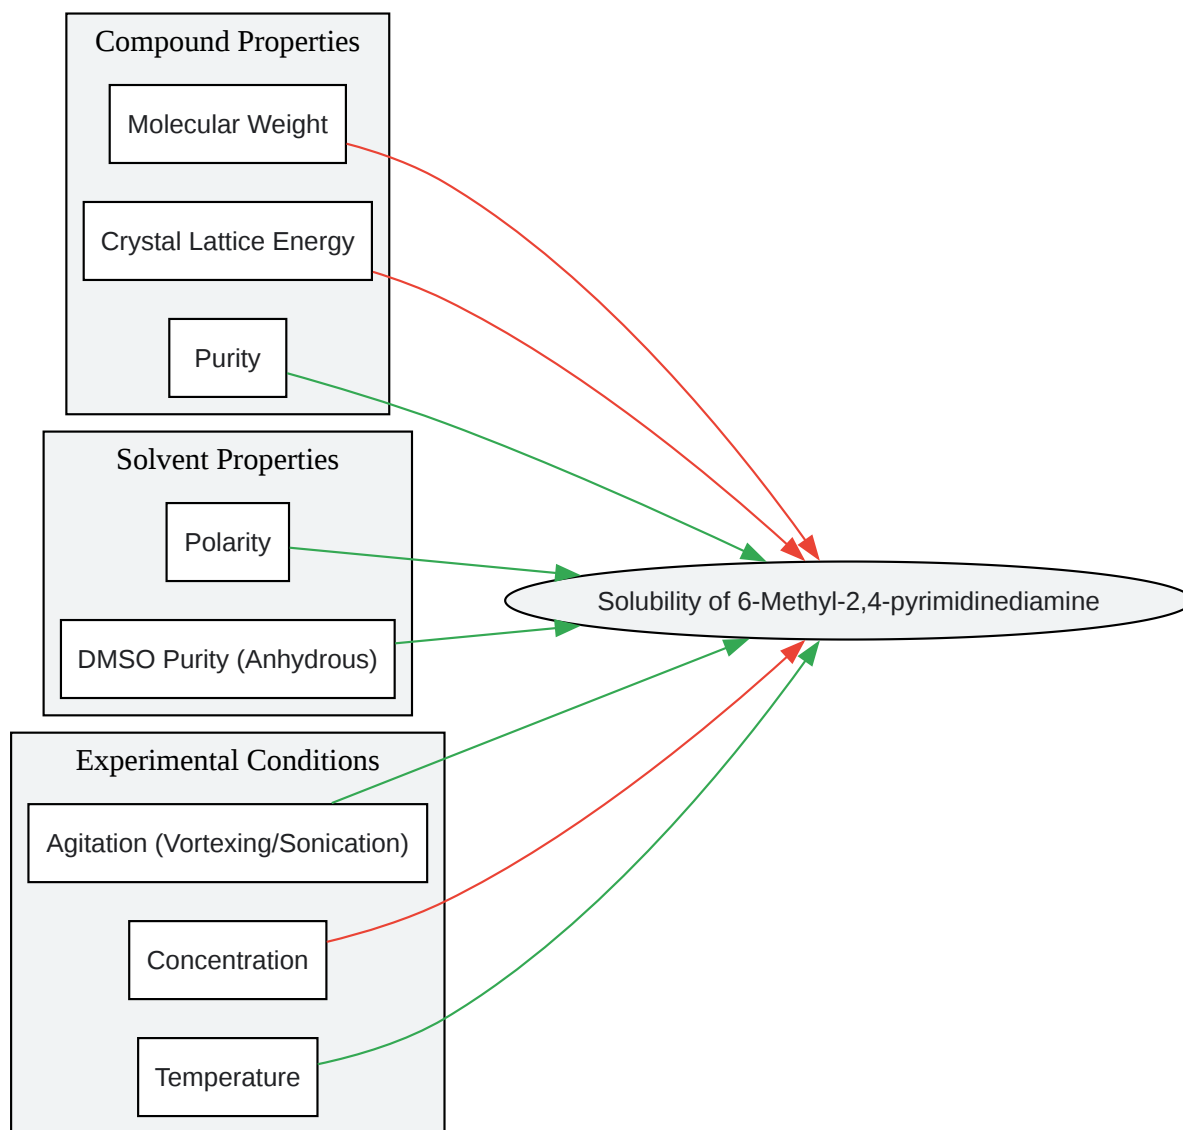 Compound Properties
Molecular Weight
Crystal Lattice Energy
Purity
Solvent Properties
Polarity
DMSO Purity (Anhydrous)
Solubility of 6-Methyl-2,4-pyrimidinediamine
Experimental Conditions
Agitation (Vortexing/Sonication)
Concentration
Temperature